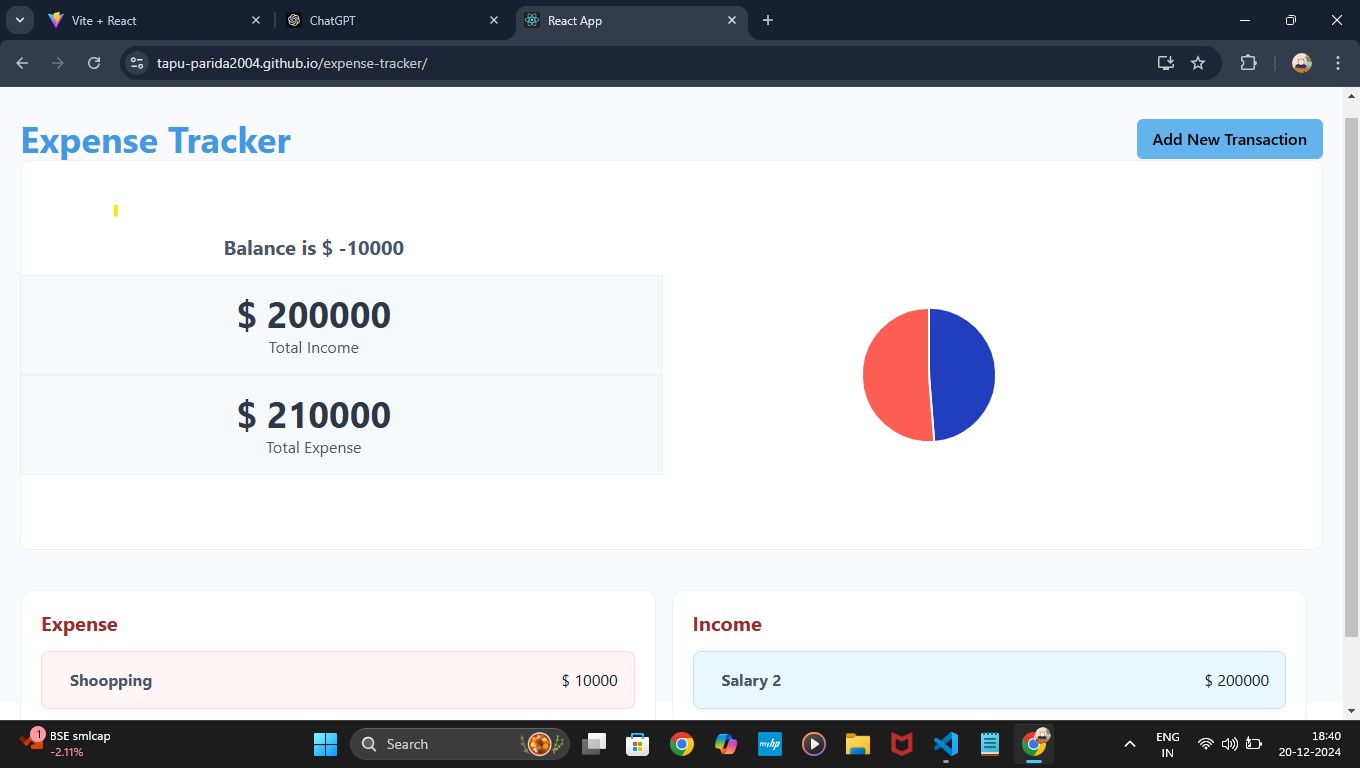 Vite + React
ChatGPT
React App
tapu-parida2004.github.io/expense-tracker/
Expense Tracker
Add New Transaction
Balance is $ -10000
$ 200000
Total Income
$ 210000
Total Expense
Expense
Income
Shoopping
$ 10000
Salary 2
$ 200000
1
BSE smlcap
-2.11%
Search
myhp
ENG
IN
18:40
20-12-2024